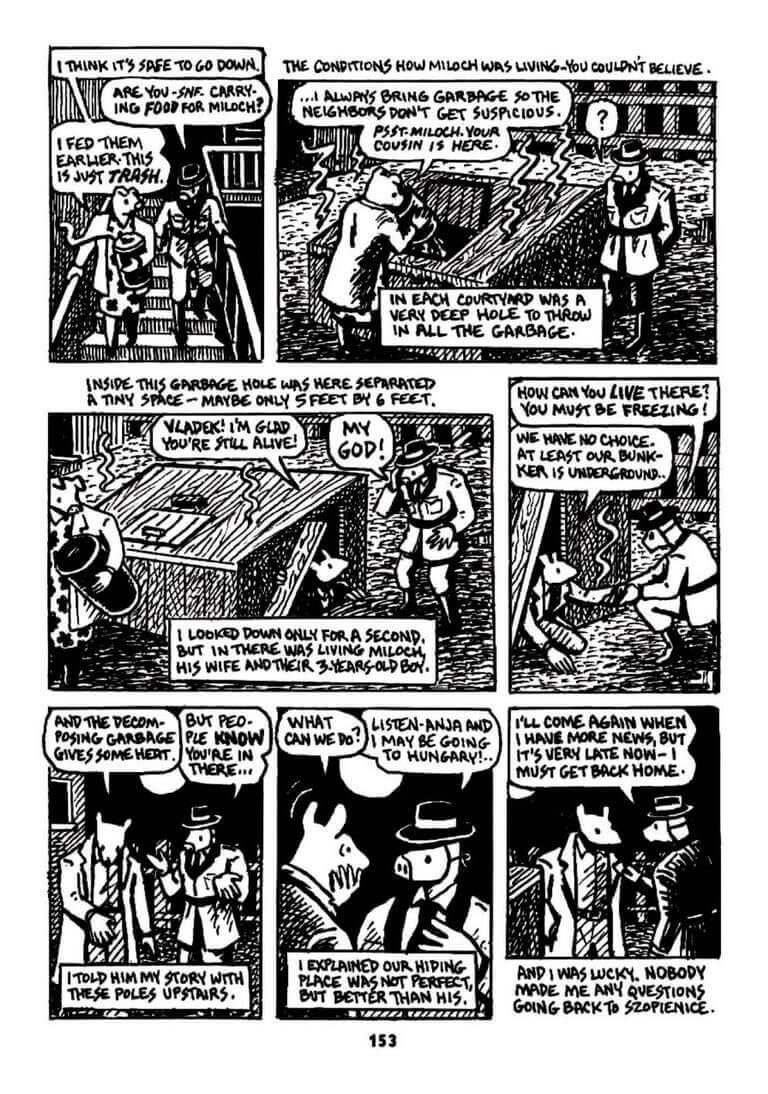 I THINK IT'S SAFE TO GO DOWN.
ARE YOU -SNF- CARRY-
ING FOOD FOR MILOCH?
I FED THEM
EARLIER. THIS
IS JUST TRASH.
THE CONDITIONS HOW MILOCH WAS LIVING-YOU COULDN'T BELIEVE.
...I ALWAYS BRING GARBAGE SO THE
NEIGHBORS DON'T GET SUSPICIOUS.
PSST-MILOCH. YOUR
COUSIN IS HERE.
?
IN EACH COURTYARD WAS A
VERY DEEP HOLE TO THROW
IN ALL THE GARBAGE.
INSIDE THIS GARBAGE HOLE WAS HERE SEPARATED
A TINY SPACE - MAYBE ONLY 5 FEET BY 6 FEET.
VLADEK! I'M GLAD
YOU'RE STILL ALIVE!
MY
GOD!
I LOOKED DOWN ONLY FOR A SECOND,
BUT IN THERE WAS LIVING MILOCH,
HIS WIFE AND THEIR 3-YEARS-OLD BOY.
HOW CAN YOU LIVE THERE?
YOU MUST BE FREEZING!
WE HAVE NO CHOICE.
AT LEAST OUR BUNK-
KER IS UNDERGROUND..
AND THE DECOM-
POSING GARBAGE
GIVES SOME HEAT.
BUT PEO-
PLE KNOW
YOU'RE IN
THERE...
I TOLD HIM MY STORY WITH
THESE POLES UPSTAIRS.
WHAT
CAN WE DO?
LISTEN-ANJA AND
I MAY BE GOING
TO HUNGARY!..
I EXPLAINED OUR HIDING
PLACE WAS NOT PERFECT,
BUT BETTER THAN HIS.
I'LL COME AGAIN WHEN
I HAVE MORE NEWS, BUT
IT'S VERY LATE NOW-I
MUST GET BACK HOME.
AND I WAS LUCKY. NOBODY
MADE ME ANY QUESTIONS
GOING BACK TO SZOPIENICE.
153